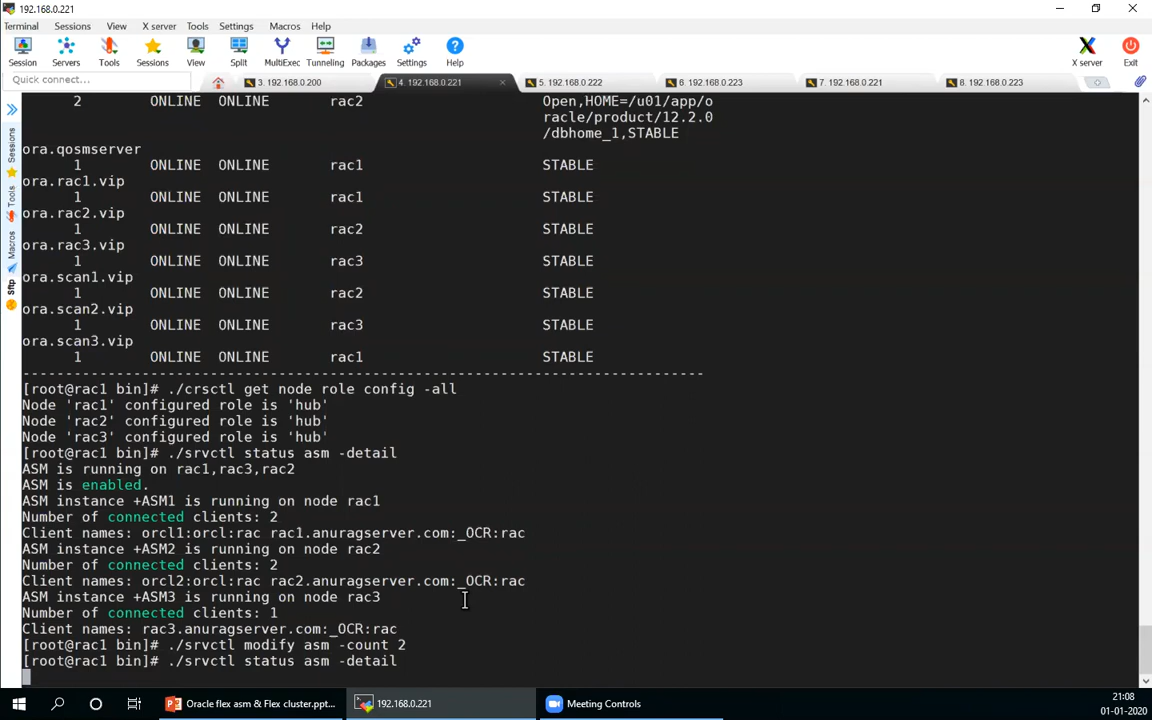 192.168.0.221
Terminal Sessions View X server Tools Settings Macros Help
Session Servers Tools Sessions View Split MultiExec Tunneling Packages Settings Help X server Exit
Quick connect... 3. 192.168.0.200 4. 192.168.0.221 5. 192.168.0.222 6. 192.168.0.223 7. 192.168.0.221 8. 192.168.0.223
Sessions
Tools
Macros
Sftp
2 ONLINE ONLINE rac2 Open,HOME=/u01/app/o
racle/product/12.2.0
/dbhome_1,STABLE
ora.qosmserver
1 ONLINE ONLINE rac1 STABLE
ora.rac1.vip
1 ONLINE ONLINE rac1 STABLE
ora.rac2.vip
1 ONLINE ONLINE rac2 STABLE
ora.rac3.vip
1 ONLINE ONLINE rac3 STABLE
ora.scan1.vip
1 ONLINE ONLINE rac2 STABLE
ora.scan2.vip
1 ONLINE ONLINE rac3 STABLE
ora.scan3.vip
1 ONLINE ONLINE rac1 STABLE
--------------------------------------------------------------------------------
[root@rac1 bin]# ./crsctl get node role config -all
Node 'rac1' configured role is 'hub'
Node 'rac2' configured role is 'hub'
Node 'rac3' configured role is 'hub'
[root@rac1 bin]# ./srvctl status asm -detail
ASM is running on rac1,rac3,rac2
ASM is enabled.
ASM instance +ASM1 is running on node rac1
Number of connected clients: 2
Client names: orcl1:orcl:rac rac1.anuragserver.com:_OCR:rac
ASM instance +ASM2 is running on node rac2
Number of connected clients: 2
Client names: orcl2:orcl:rac rac2.anuragserver.com:_OCR:rac
ASM instance +ASM3 is running on node rac3
Number of connected clients: 1
Client names: rac3.anuragserver.com:_OCR:rac
[root@rac1 bin]# ./srvctl modify asm -count 2
[root@rac1 bin]# ./srvctl status asm -detail
Oracle flex asm & Flex cluster.ppt... 192.168.0.221 Meeting Controls 21:08
01-01-2020